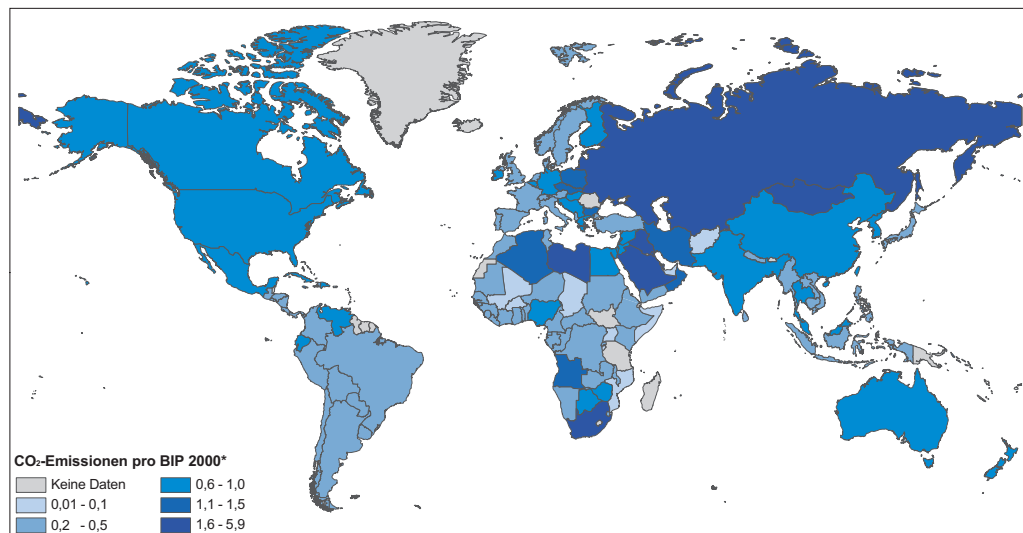 CO₂-Emissionen pro BIP 2000*
Keine Daten
0,01 - 0,1
0,2 - 0,5
0,6 - 1,0
1,1 - 1,5
1,6 - 5,9